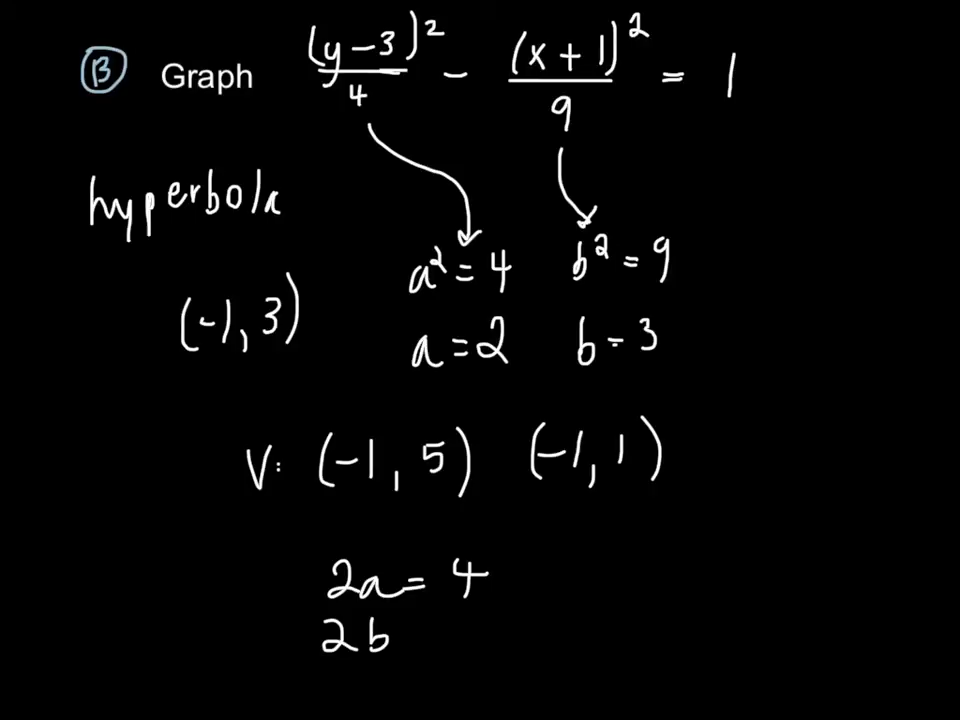 B Graph (y-3)²/4 - (x+1)²/9 = 1
hyperbola
a² = 4 b² = 9
(-1, 3)
a = 2 b = 3
V: (-1, 5) (-1, 1)
2a = 4
2b